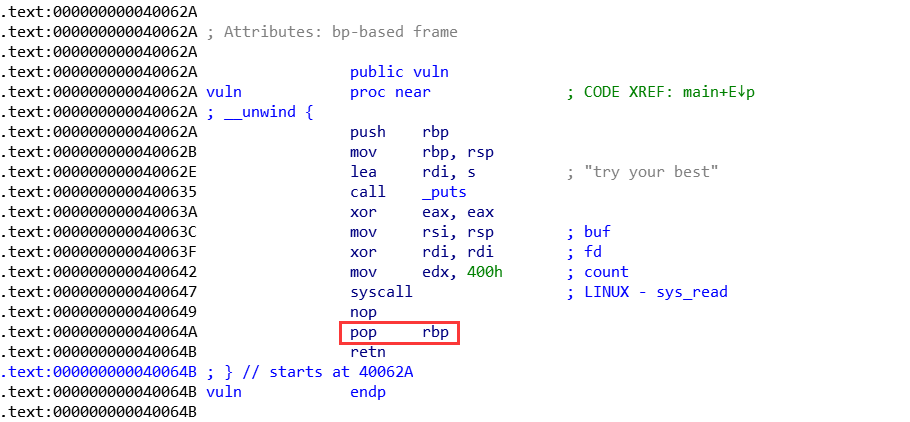 .text:000000000040062A
.text:000000000040062A ; Attributes: bp-based frame
.text:000000000040062A
.text:000000000040062A public vuln
.text:000000000040062A vuln proc near ; CODE XREF: main+E↓p
.text:000000000040062A ; __unwind {
.text:000000000040062A push rbp
.text:000000000040062B mov rbp, rsp
.text:000000000040062E lea rdi, s ; "try your best"
.text:0000000000400635 call _puts
.text:000000000040063A xor eax, eax
.text:000000000040063C mov rsi, rsp ; buf
.text:000000000040063F xor rdi, rdi ; fd
.text:0000000000400642 mov edx, 400h ; count
.text:0000000000400647 syscall ; LINUX - sys_read
.text:0000000000400649 nop
.text:000000000040064A pop rbp
.text:000000000040064B retn
.text:000000000040064B ; } // starts at 40062A
.text:000000000040064B vuln endp
.text:000000000040064B